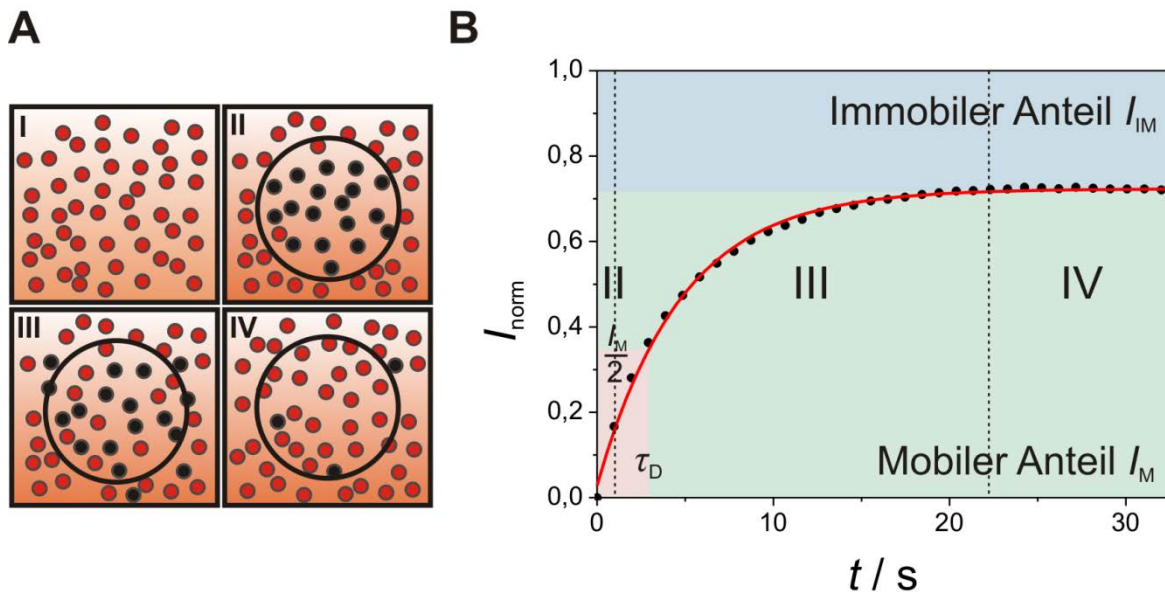 A
I
II
III
IV
B
I_norm
1,0
0,8
0,6
0,4
0,2
0,0
Immobiler Anteil I_IM
II
III
IV
I_M
2
τ_D
Mobiler Anteil I_M
0
10
20
30
t / s